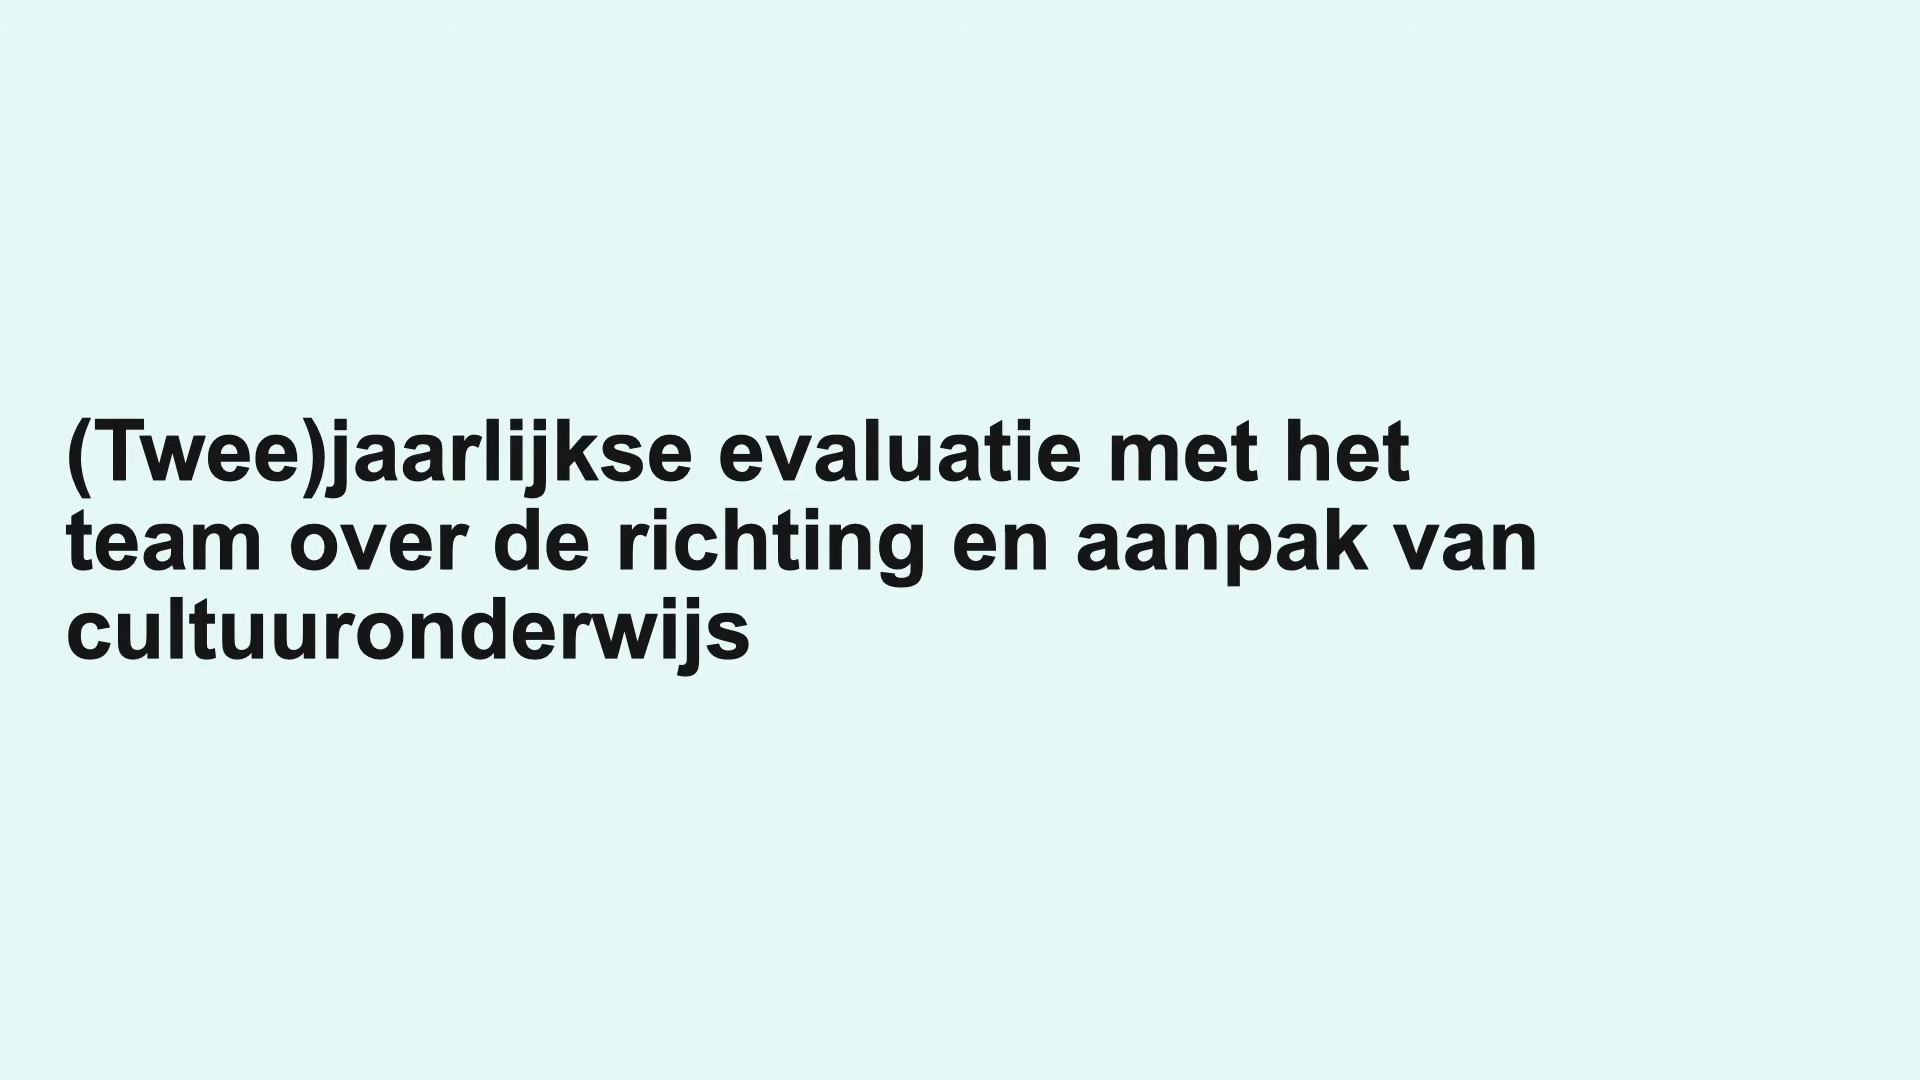 (Twee)jaarlijkse evaluatie met het
team over de richting en aanpak van
cultuuronderwijs